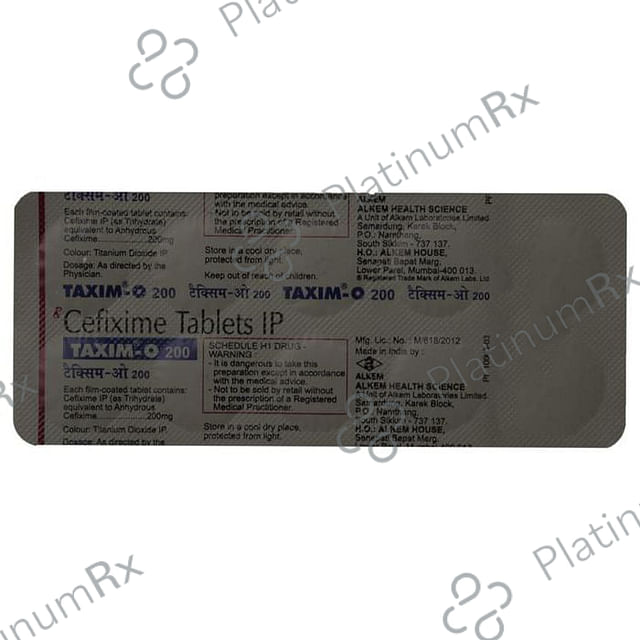 PlatinumRx
टैक्सिम-ओ 200
Each film-coated tablet contains:
Cefixime IP (as Trihydrate)
equivalent to Anhydrous
Cefixime..............200mg
Colour: Titanium Dioxide IP
Dosage: As directed by the
Physician.
preparation except in accordance
with the medical advice.
- Not to be sold by retail without
the prescription of a Registered
Medical Practitioner.
Store in a cool dry place,
protected from light.
Keep out of reach of children.
ALKEM
ALKEM HEALTH SCIENCE
A Unit of Alkem Laboratories Limited
Samardung, Karek Block,
P.O.: Namthang,
South Sikkim - 737 137.
H.O.: ALKEM HOUSE,
Senapati Bapat Marg,
Lower Parel, Mumbai-400 013.
® Registered Trade Mark of Alkem Labs. Ltd
TAXIM®-O 200 टैक्सिम-ओ 200 TAXIM®-O 200 टैक्सिम-ओ 200
Rx
Cefixime Tablets IP
TAXIM®-O 200
टैक्सिम-ओ 200
Each film-coated tablet contains:
Cefixime IP (as Trihydrate)
equivalent to Anhydrous
Cefixime..............200mg
Colour: Titanium Dioxide IP
Dosage: As directed by the
SCHEDULE H1 DRUG -
WARNING :
- It is dangerous to take this
preparation except in accordance
with the medical advice.
- Not to be sold by retail without
the prescription of a Registered
Medical Practitioner.
Store in a cool dry place,
protected from light.
Mfg. Lic.: No. : M/618/2012
Made in India by :
ALKEM
ALKEM HEALTH SCIENCE
A Unit of Alkem Laboratories Limited
Samardung, Karek Block,
P.O.: Namthang,
South Sikkim - 737 137.
H.O.: ALKEM HOUSE,
Senapati Bapat Marg,
PlatinumRx